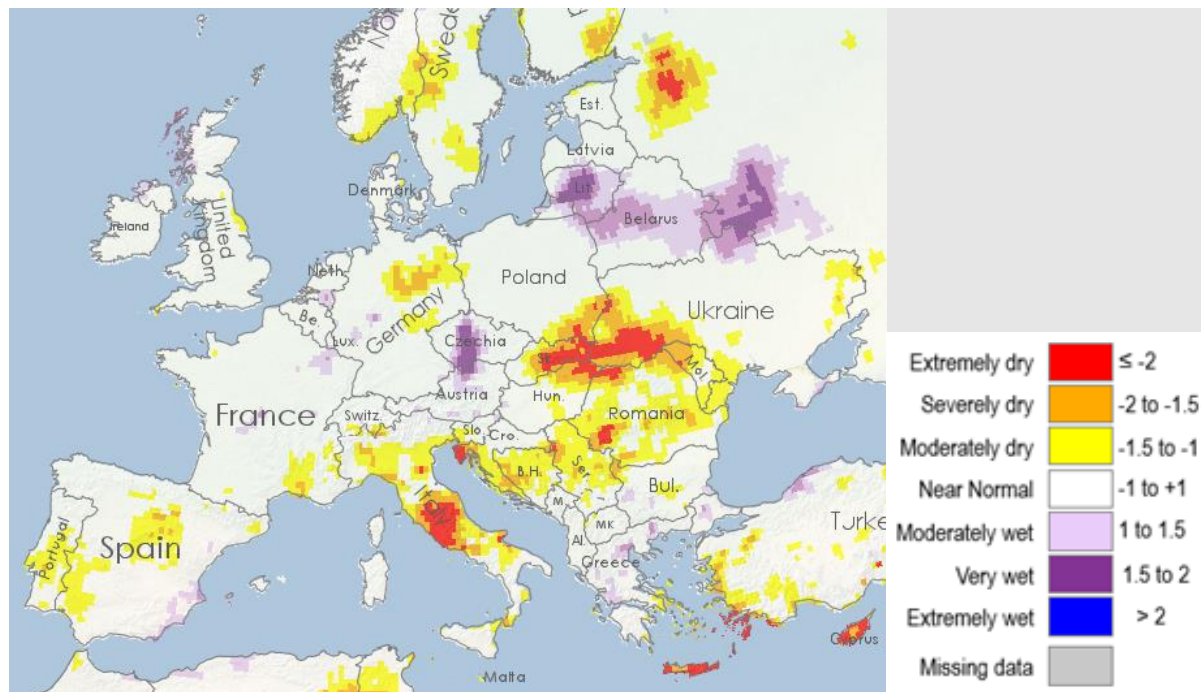 No
Swede
Est.
Latvia
Lit.
Denmark
Belarus
Ireland
United
Kingdom
Neth.
Poland
Be.
Germany
Ukraine
Lux.
Czechia
Sl.
Mol.
Austria
Hun.
France
Switz.
Romania
Slo.
Cro.
B.H.
Ser.
Italy
Bul.
M.
MK
Al.
Portugal
Spain
Turke
Greece
Cyprus
Malta
Extremely dry ≤ -2
Severely dry -2 to -1.5
Moderately dry -1.5 to -1
Near Normal -1 to +1
Moderately wet 1 to 1.5
Very wet 1.5 to 2
Extremely wet > 2
Missing data